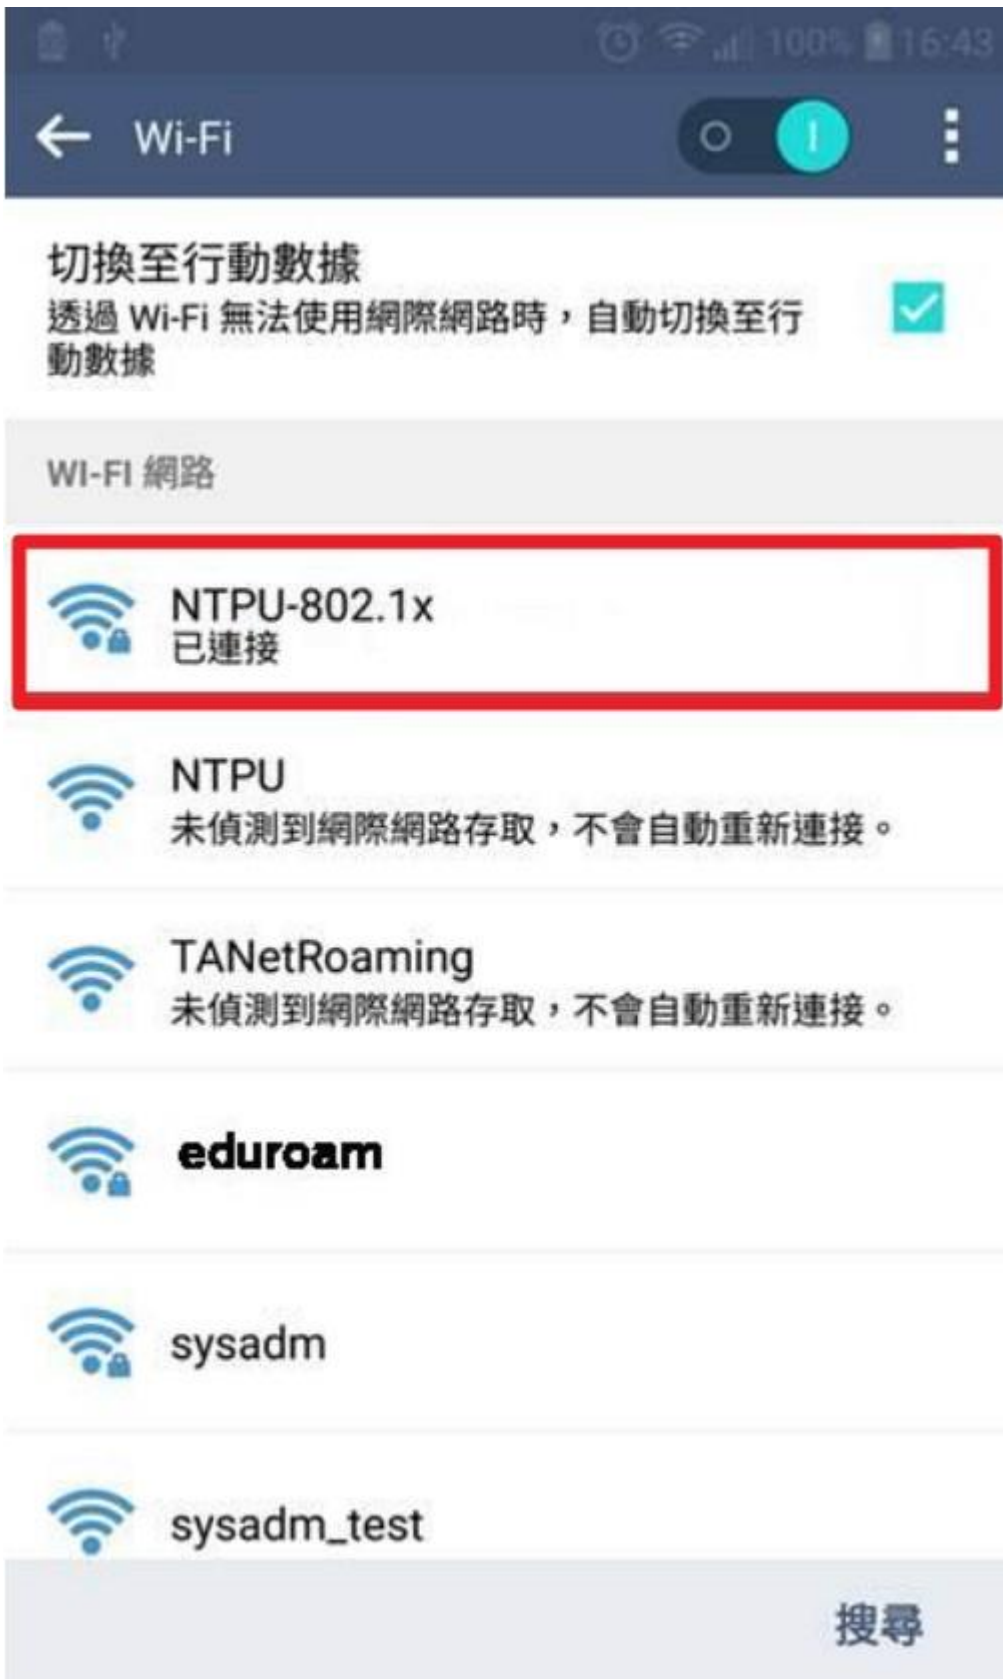 100% 16:43
Wi-Fi
切換至行動數據
透過 Wi-Fi 無法使用網際網路時，自動切換至行
動數據
WI-FI 網路
NTPU-802.1x
已連接
NTPU
未偵測到網際網路存取，不會自動重新連接。
TANetRoaming
未偵測到網際網路存取，不會自動重新連接。
eduroam
sysadm
sysadm_test
搜尋